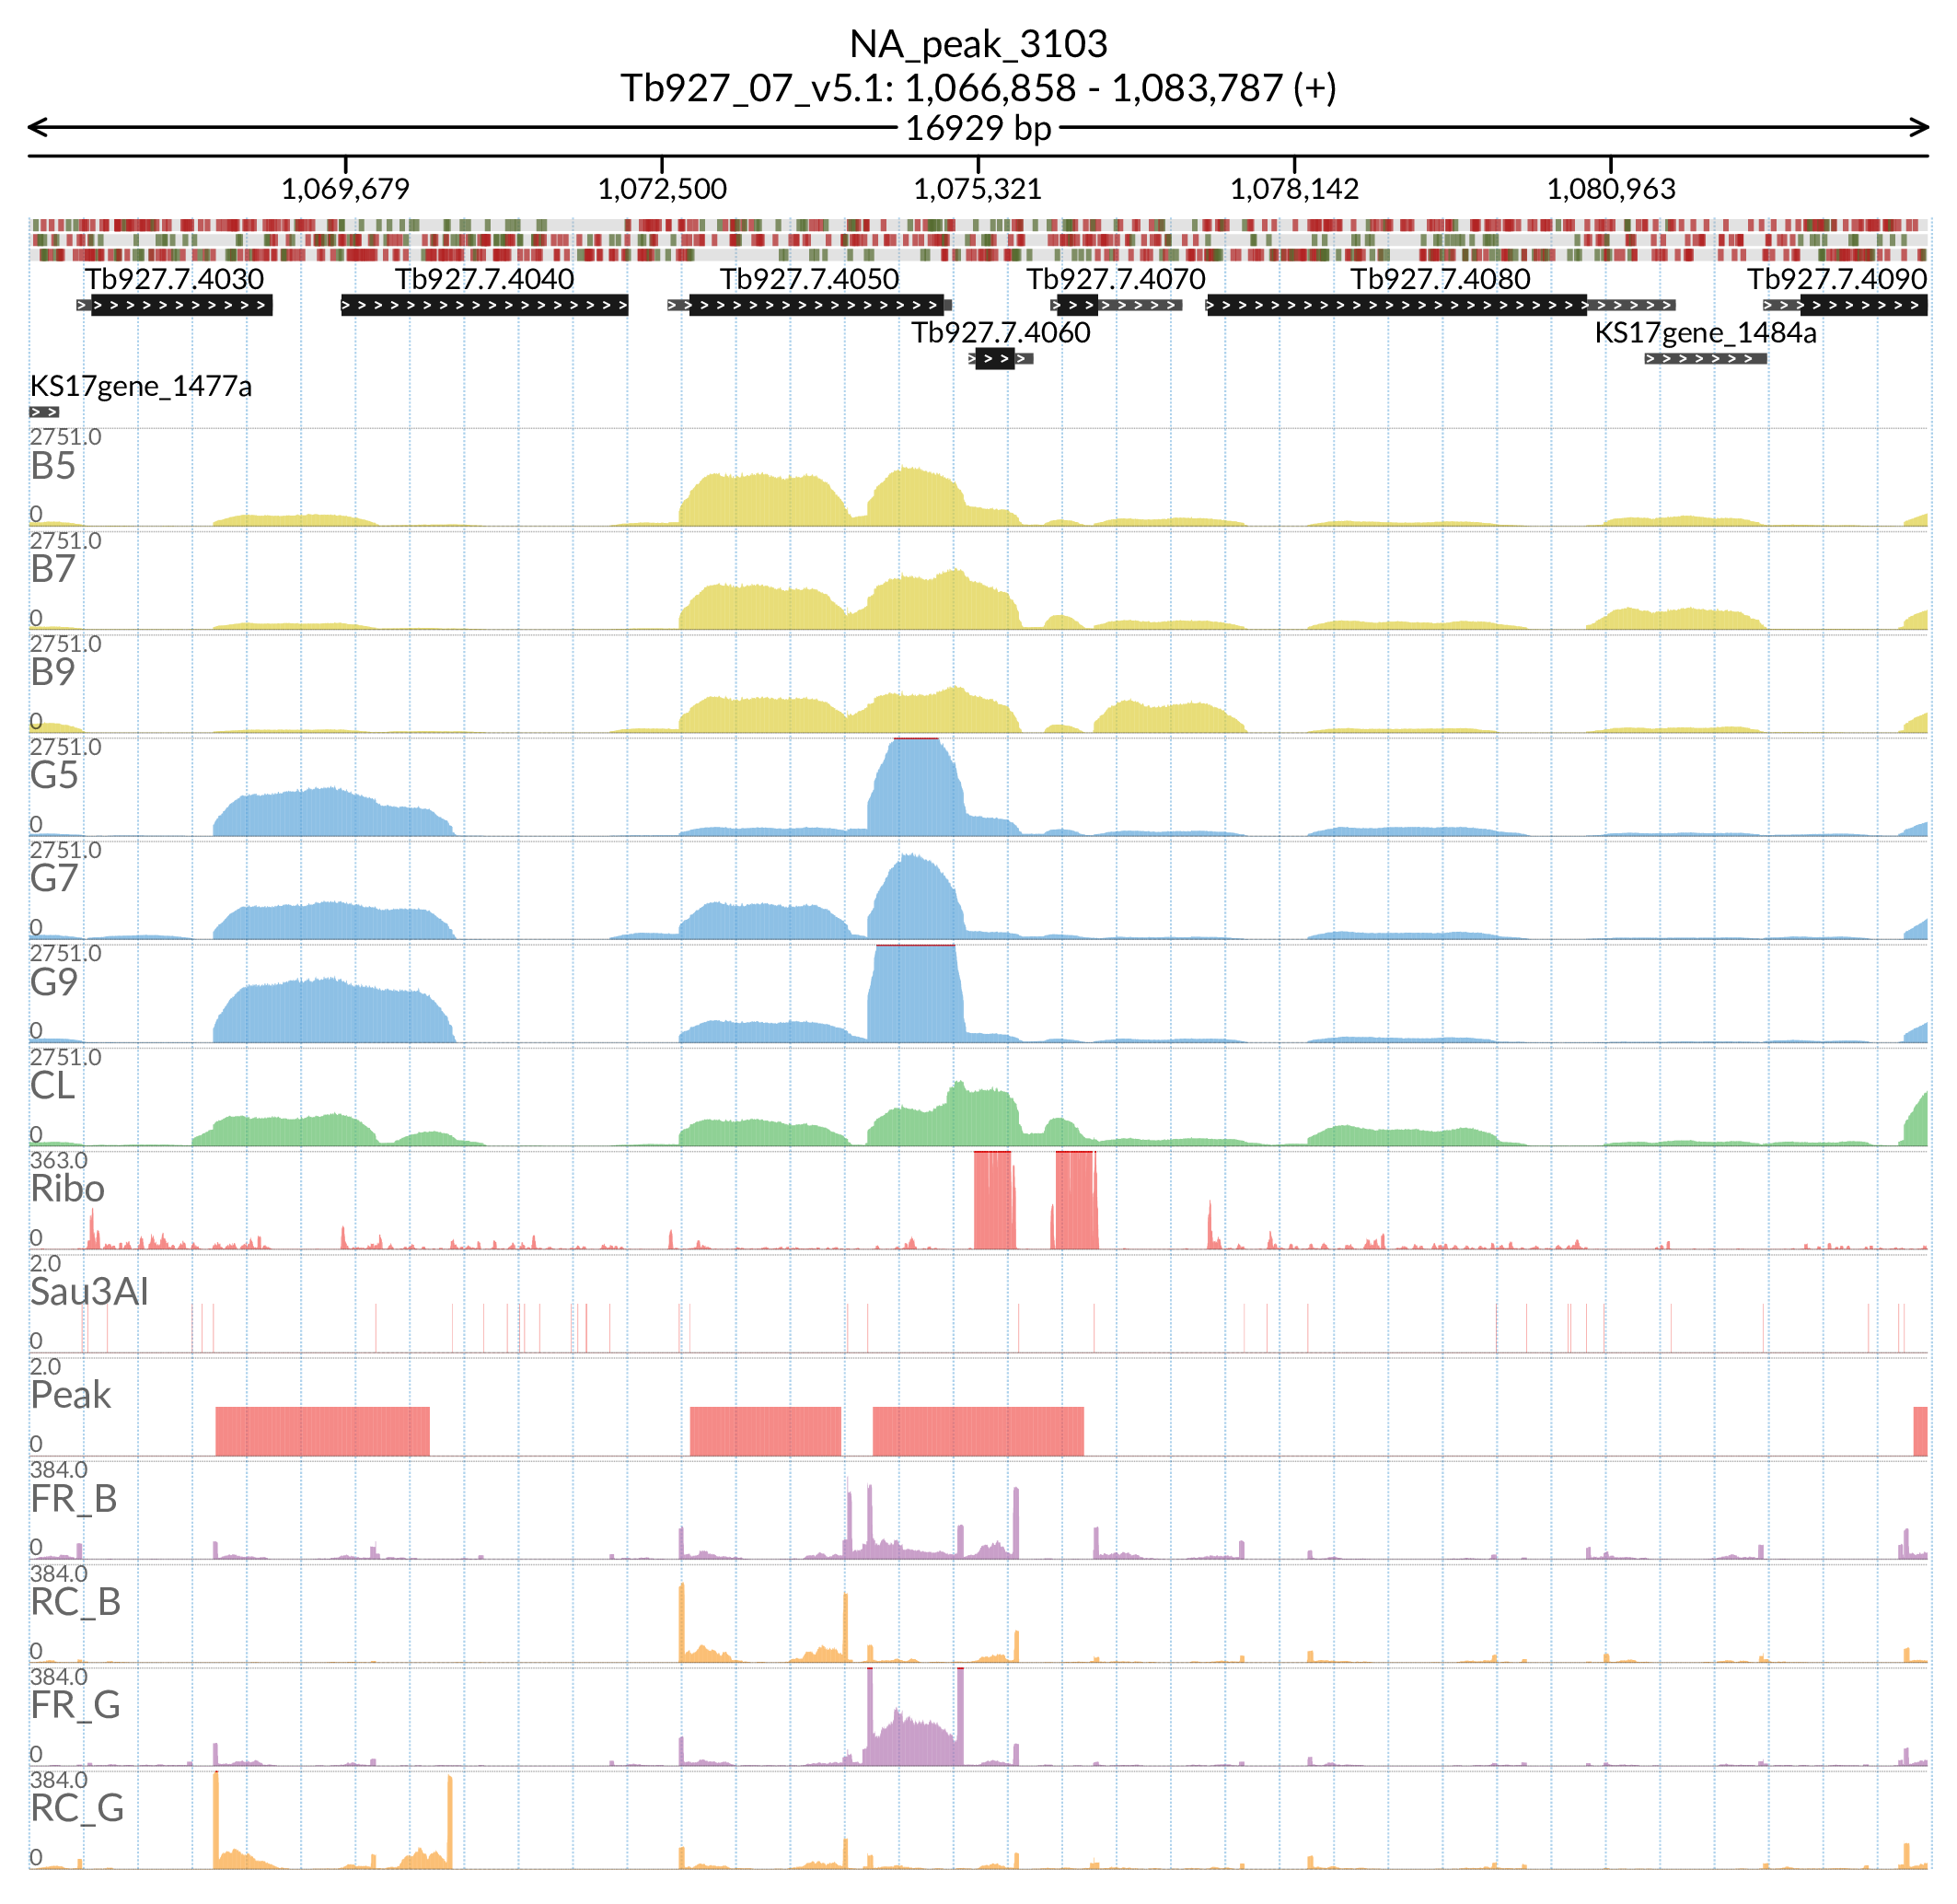 NA_peak_3103
Tb927_07_v5.1: 1,066,858 - 1,083,787 (+)
16929 bp
1,069,679 1,072,500 1,075,321 1,078,142 1,080,963
Tb927.7.4030 Tb927.7.4040 Tb927.7.4050 Tb927.7.4070 Tb927.7.4080 Tb927.7.4090
Tb927.7.4060 KS17gene_1484a
KS17gene_1477a
2751.0
B5
0
2751.0
B7
0
2751.0
B9
0
2751.0
G5
0
2751.0
G7
0
2751.0
G9
0
2751.0
CL
0
363.0
Ribo
0
2.0
Sau3AI
0
2.0
Peak
0
384.0
FR_B
0
384.0
RC_B
0
384.0
FR_G
0
384.0
RC_G
0